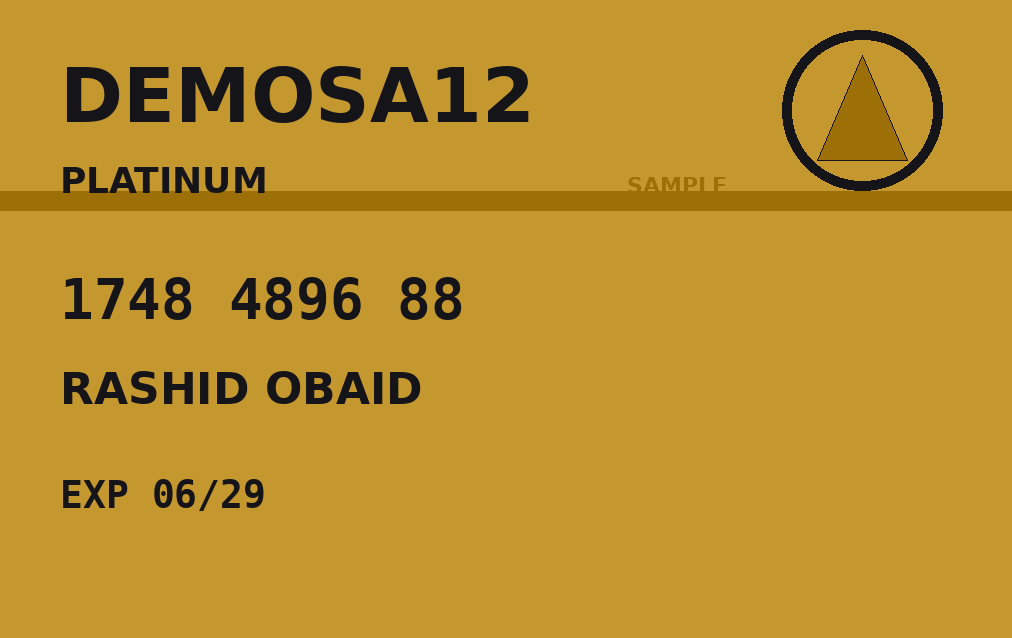 DEMOSA12
PLATINUM
SAMPLE
1748 4896 88
RASHID OBAID
EXP 06/29